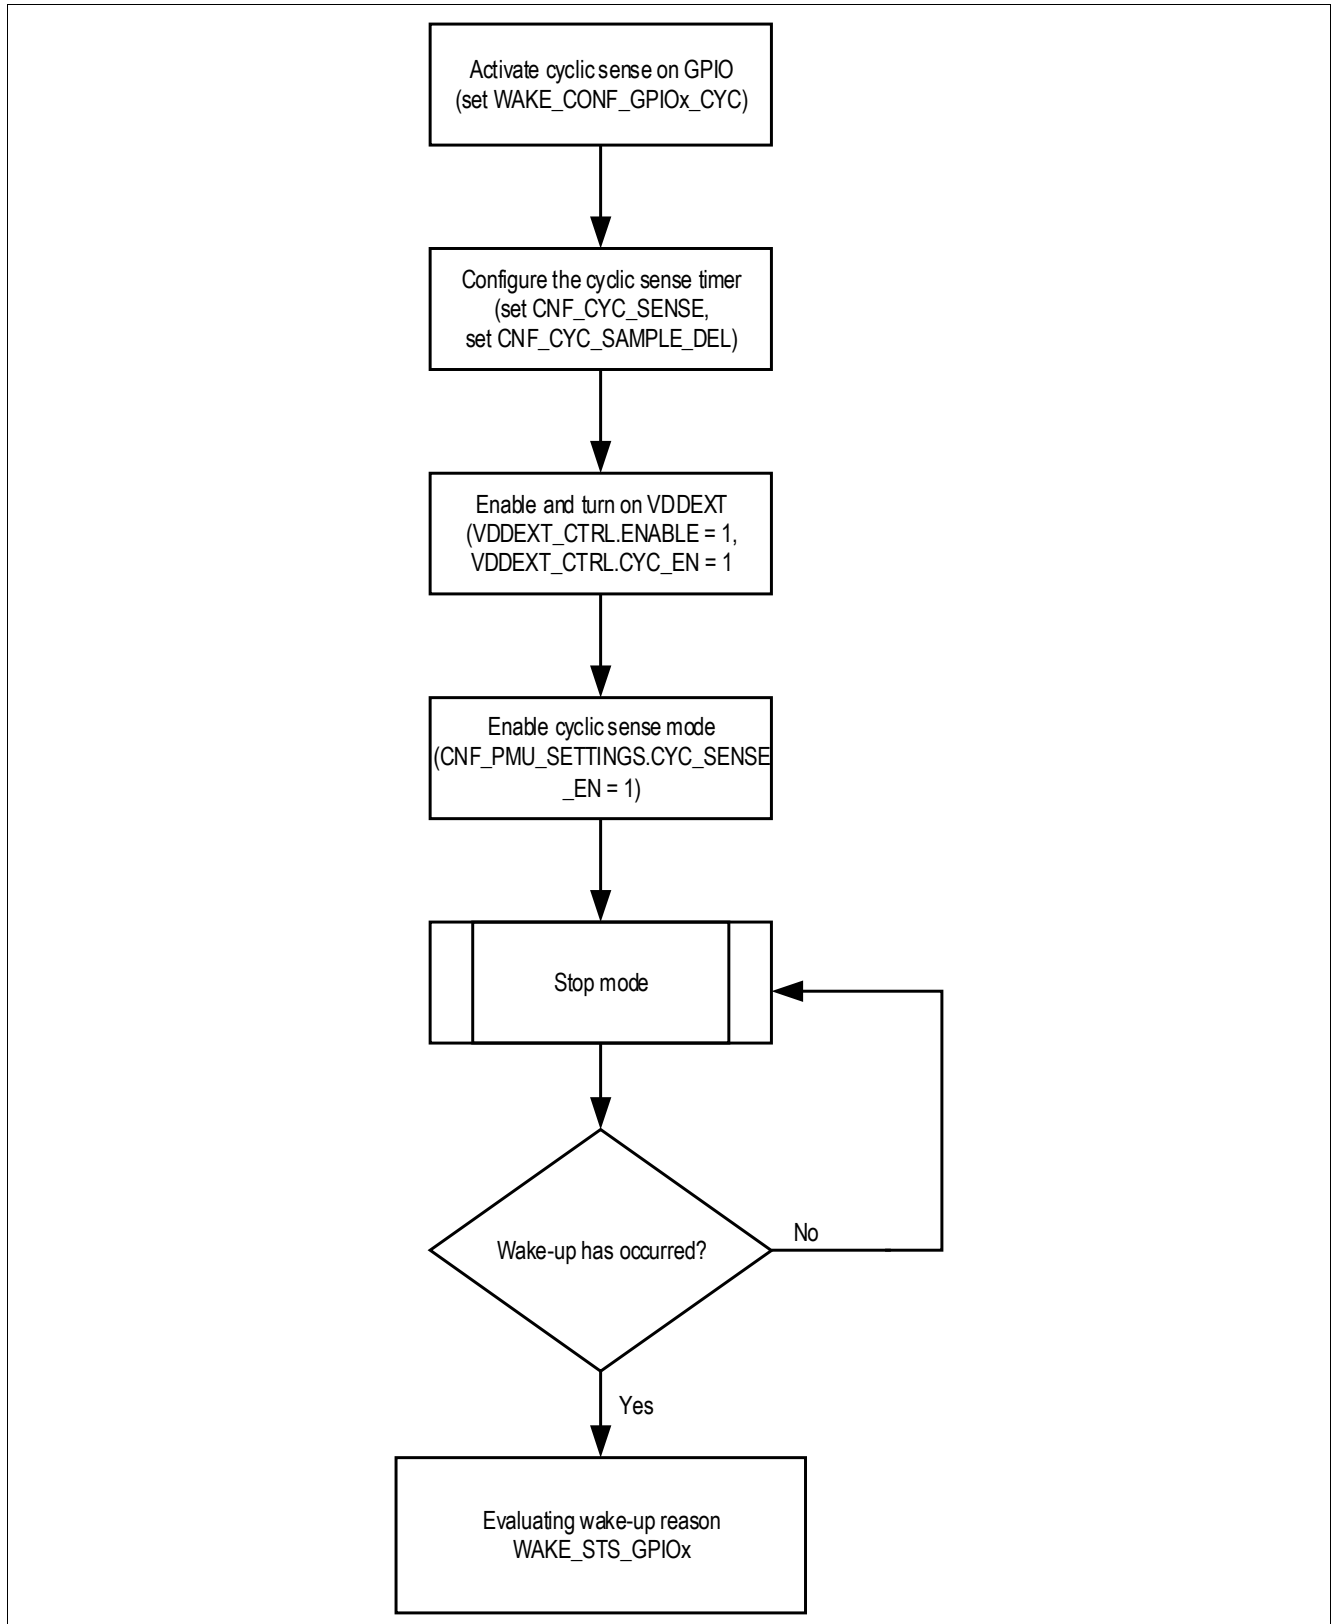 Activate cyclic sense on GPIO
(set WAKE_CONF_GPIOx_CYC)
Configure the cyclic sense timer
(set CNF_CYC_SENSE,
set CNF_CYC_SAMPLE_DEL)
Enable and turn on VDDEXT
(VDDEXT_CTRL.ENABLE = 1,
VDDEXT_CTRL.CYC_EN = 1
Enable cyclic sense mode
(CNF_PMU_SETTINGS.CYC_SENSE
_EN = 1)
Stop mode
Wake-up has occurred?
No
Yes
Evaluating wake-up reason
WAKE_STS_GPIOx